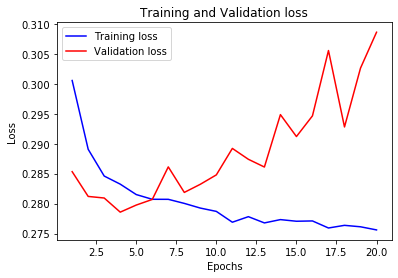 Training and Validation loss
Training loss
Validation loss
0.310
0.305
0.300
0.295
0.290
0.285
0.280
0.275
Loss
2.5 5.0 7.5 10.0 12.5 15.0 17.5 20.0
Epochs